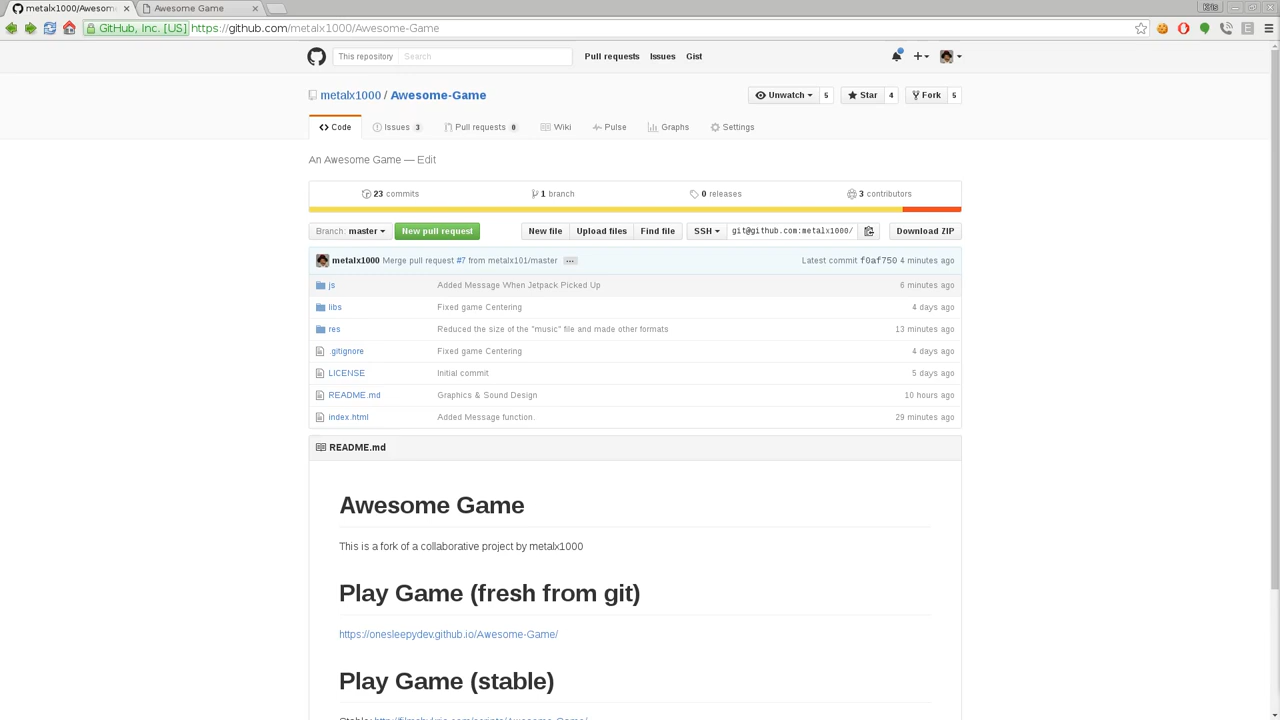 metalx1000/Awesom × Awesome Game × Kris
GitHub, Inc. [US] https://github.com/metalx1000/Awesome-Game
This repository Search Pull requests Issues Gist
metalx1000 / Awesome-Game Unwatch 5 Star 4 Fork 5
Code Issues 3 Pull requests 0 Wiki Pulse Graphs Settings
An Awesome Game — Edit
23 commits 1 branch 0 releases 3 contributors
Branch: master New pull request New file Upload files Find file SSH git@github.com:metalx1000/ Download ZIP
metalx1000 Merge pull request #7 from metalx101/master ... Latest commit f0af750 4 minutes ago
js Added Message When Jetpack Picked Up 6 minutes ago
libs Fixed game Centering 4 days ago
res Reduced the size of the "music" file and made other formats 13 minutes ago
.gitignore Fixed game Centering 4 days ago
LICENSE Initial commit 5 days ago
README.md Graphics & Sound Design 10 hours ago
index.html Added Message function. 29 minutes ago
README.md
Awesome Game
This is a fork of a collaborative project by metalx1000
Play Game (fresh from git)
https://onesleepydev.github.io/Awesome-Game/
Play Game (stable)
Stable: http://filmsbykris.com/scripts/Awesome-Game/